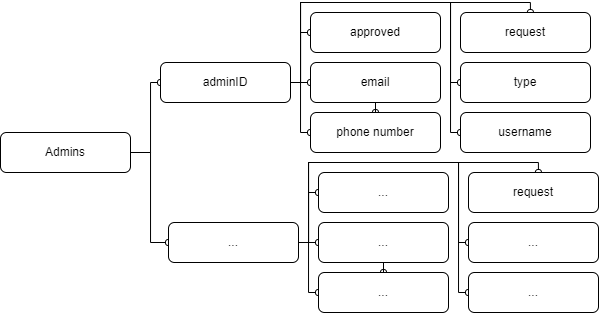 approved
request
adminID
email
type
phone number
username
Admins
...
request
...
...
...
...
...